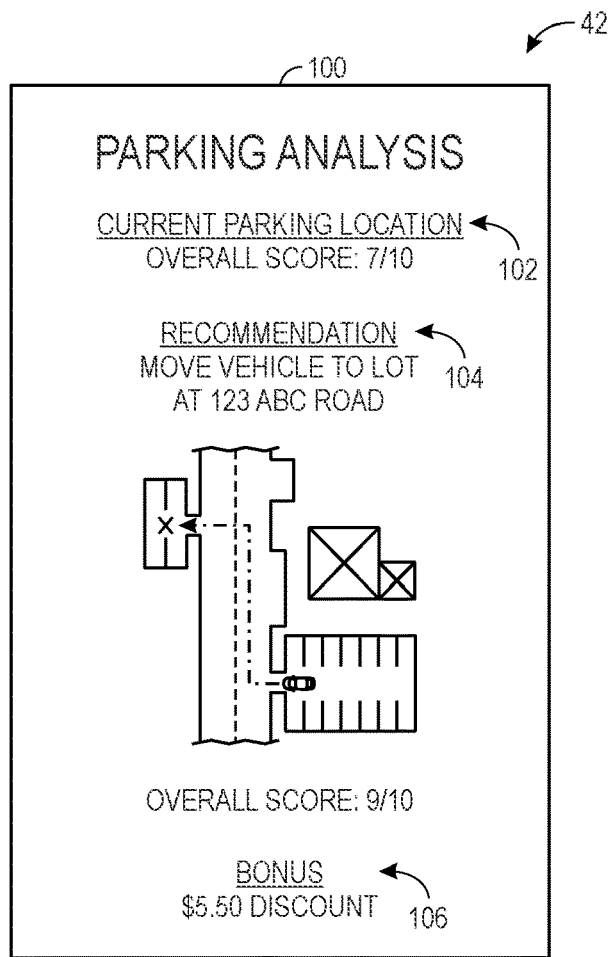 42
100
PARKING ANALYSIS
CURRENT PARKING LOCATION
102
OVERALL SCORE: 7/10
RECOMMENDATION
104
MOVE VEHICLE TO LOT
AT 123 ABC ROAD
X
OVERALL SCORE: 9/10
BONUS
106
$5.50 DISCOUNT